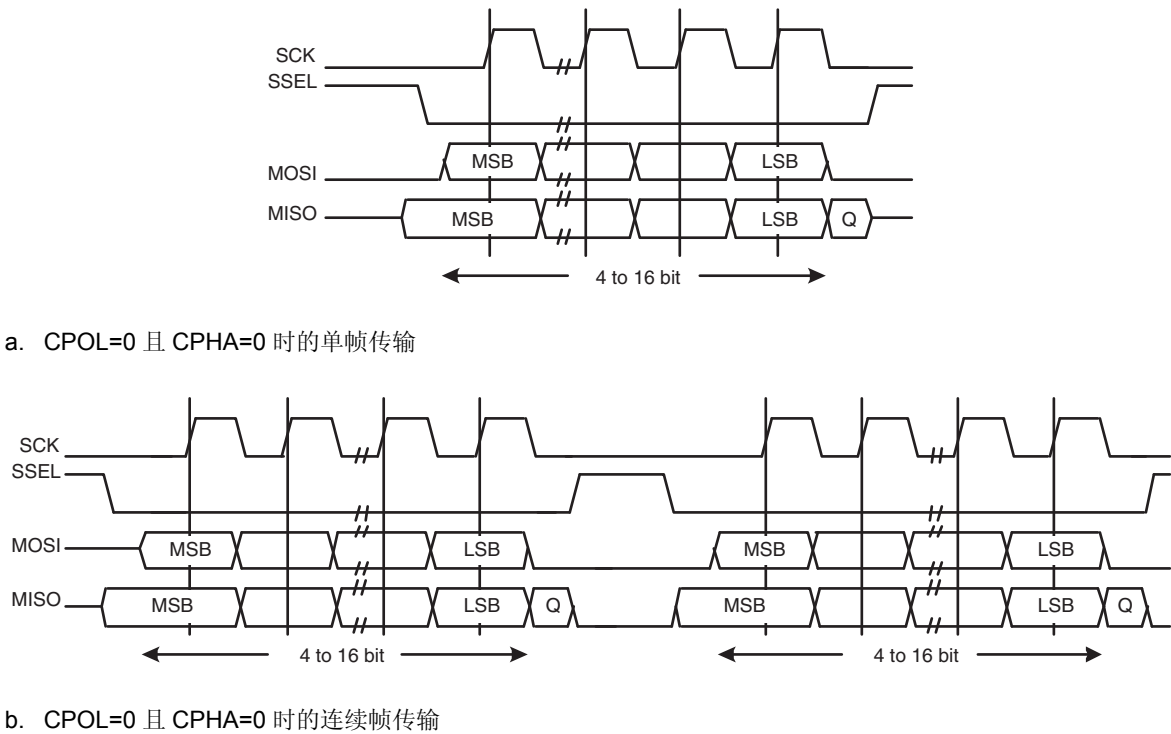 SCK
SSEL
MOSI MSB LSB
MISO MSB LSB Q
4 to 16 bit
a. CPOL=0 且 CPHA=0 时的单帧传输
SCK
SSEL
MOSI MSB LSB MSB LSB
MISO MSB LSB Q MSB LSB Q
4 to 16 bit 4 to 16 bit
b. CPOL=0 且 CPHA=0 时的连续帧传输